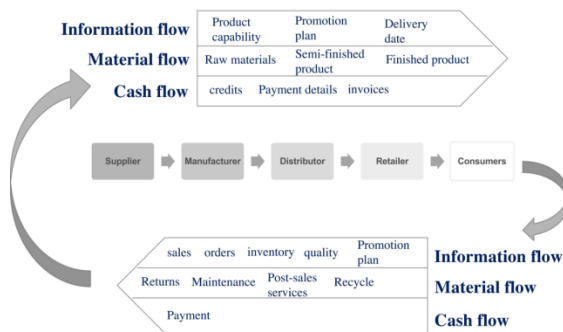 Information flow
Product capability
Promotion plan
Delivery date
Material flow
Raw materials
Semi-finished product
Finished product
Cash flow
credits
Payment details
invoices
Supplier
Manufacturer
Distributor
Retailer
Consumers
sales
orders
inventory
quality
Promotion plan
Information flow
Returns
Maintenance
Post-sales services
Recycle
Material flow
Payment
Cash flow